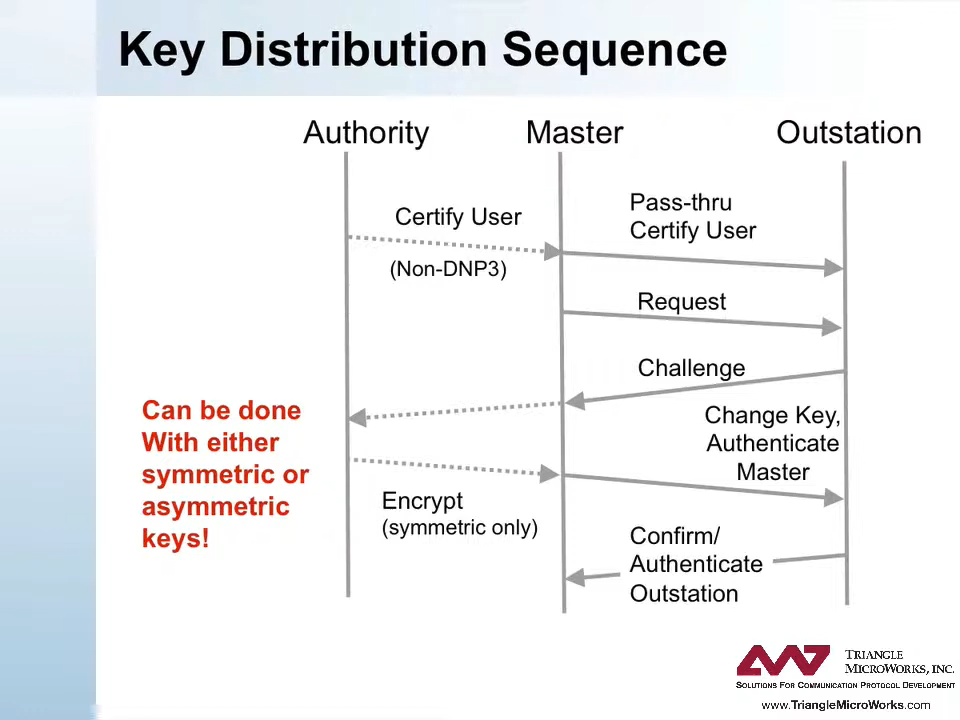 Key Distribution Sequence
Authority
Master
Outstation
Certify User
(Non-DNP3)
Pass-thru
Certify User
Request
Challenge
Can be done
With either
symmetric or
asymmetric
keys!
Change Key,
Authenticate
Master
Encrypt
(symmetric only)
Confirm/
Authenticate
Outstation
TRIANGLE
MICROWORKS, INC.
SOLUTIONS FOR COMMUNICATION PROTOCOL DEVELOPMENT
www.TriangleMicroWorks.com